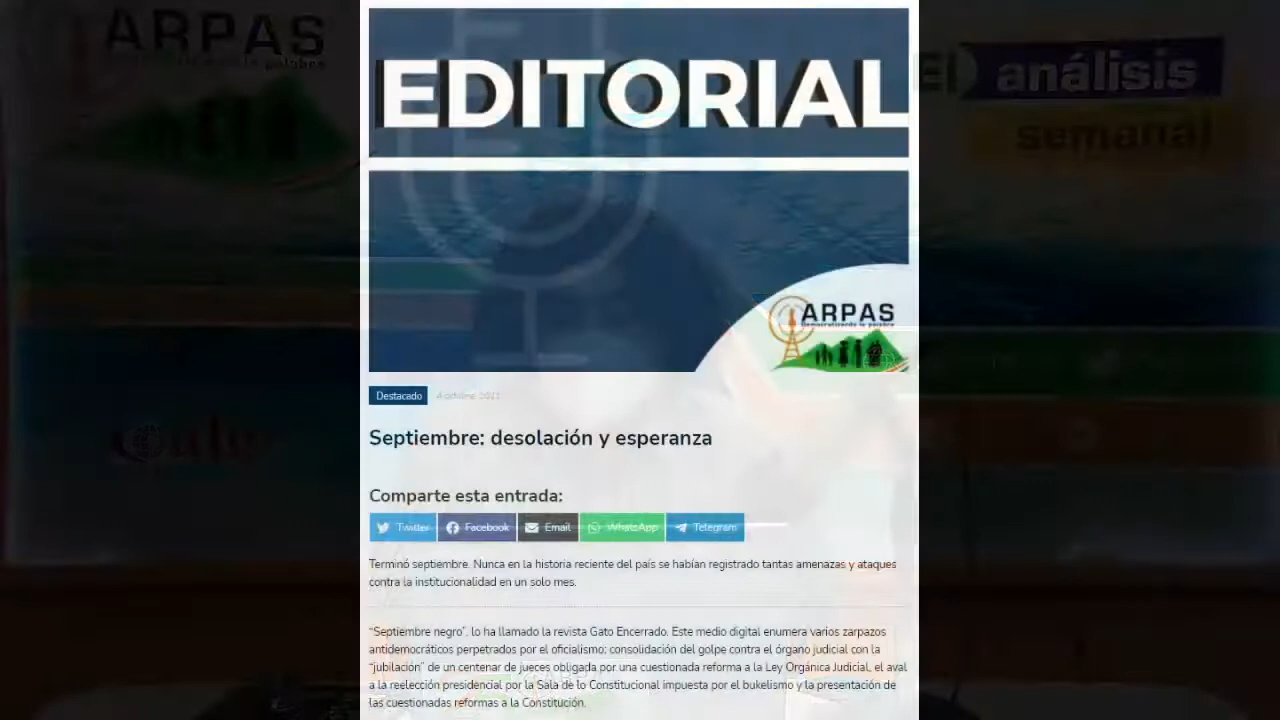 ARPAS
EDITORIAL
El análisis
semanal
ARPAS
Democratizando la palabra
Destacado 4 octubre, 2021
Septiembre: desolación y esperanza
Comparte esta entrada:
Twitter Facebook Email WhatsApp Telegram
Terminó septiembre. Nunca en la historia reciente del país se habían registrado tantas amenazas y ataques
contra la institucionalidad en un solo mes.
“Septiembre negro”, lo ha llamado la revista Gato Encerrado. Este medio digital enumera varios zarpazos
antidemocráticos perpetrados por el oficialismo: consolidación del golpe contra el órgano judicial con la
“jubilación” de un centenar de jueces obligada por una cuestionada reforma a la Ley Orgánica Judicial, el aval
a la reelección presidencial por la Sala de lo Constitucional impuesta por el bukelismo y la presentación de
las cuestionadas reformas a la Constitución.